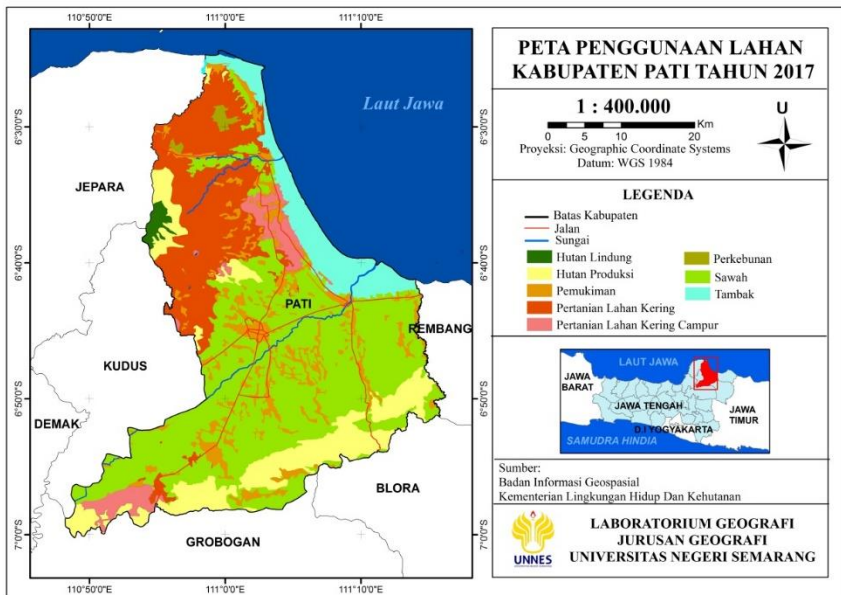 110°50'0"E 111°0'0"E 111°10'0"E
6°30'0"S
6°40'0"S
6°50'0"S
7°0'0"S
Laut Jawa
JEPARA
PATI
REMBANG
KUDUS
DEMAK
BLORA
GROBOGAN
6°30'0"S
6°40'0"S
6°50'0"S
7°0'0"S
110°50'0"E 111°0'0"E 111°10'0"E
PETA PENGGUNAAN LAHAN
KABUPATEN PATI TAHUN 2017
1 : 400.000
U
0 5 10 20 Km
Proyeksi: Geographic Coordinate Systems
Datum: WGS 1984
LEGENDA
Batas Kabupaten
Jalan
Sungai
Hutan Lindung
Hutan Produksi
Pemukiman
Pertanian Lahan Kering
Pertanian Lahan Kering Campur
Perkebunan
Sawah
Tambak
LAUT JAWA
JAWA
BARAT
JAWA TENGAH
JAWA
TIMUR
D.I YOGYAKARTA
SAMUDRA HINDIA
Sumber:
Badan Informasi Geospasial
Kementerian Lingkungan Hidup Dan Kehutanan
UNNES
LABORATORIUM GEOGRAFI
JURUSAN GEOGRAFI
UNIVERSITAS NEGERI SEMARANG